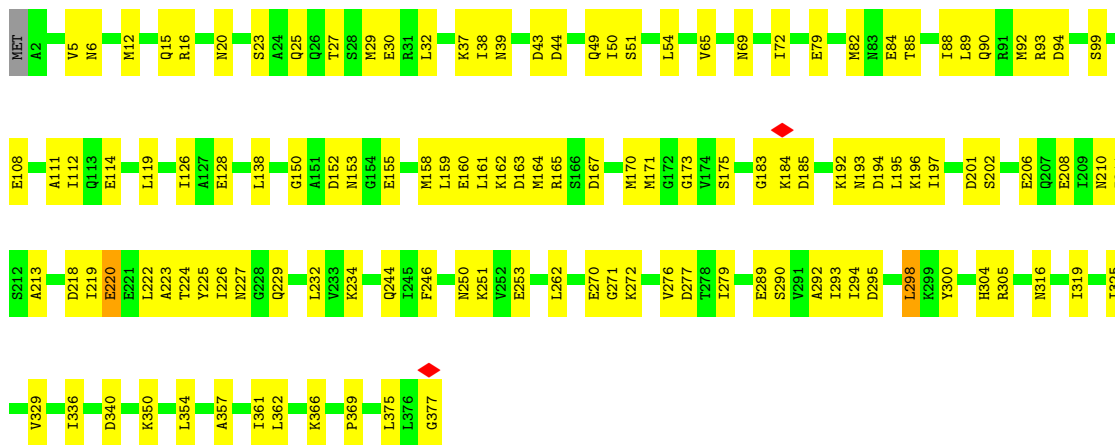 MET A2 V5 N6 M12 Q15 R16 N20 S23 A24 Q25 Q26 T27 S28 M29 E30 R31 L32 K37 I38 N39 D43 D44 Q49 I50 S51 L54 V65 N69 I72 E79 M82 N83 E84 T85 I88 L89 Q90 R91 M92 R93 D94 S99
E108 A111 I112 Q113 E114 L119 I126 A127 E128 L138 G150 A151 D152 N153 G154 E155 M158 L159 E160 L161 K162 D163 M164 R165 S166 D167 M170 M171 G172 G173 V174 S175 G183 K184 D185 K192 N193 D194 L195 K196 I197 D201 S202 E206 Q207 E208 I209 N210
S212 A213 D218 I219 E220 E221 L222 A223 T224 Y225 I226 N227 G228 Q229 L232 V233 K234 Q244 I245 F246 N250 K251 V252 E253 L262 E270 G271 K272 V276 D277 T278 I279 E289 S290 V291 A292 I293 I294 D295 L298 K299 Y300 H304 R305 N316 I319
V329 I336 D340 K350 L354 A357 I361 L362 K366 P369 L375 L376 G377